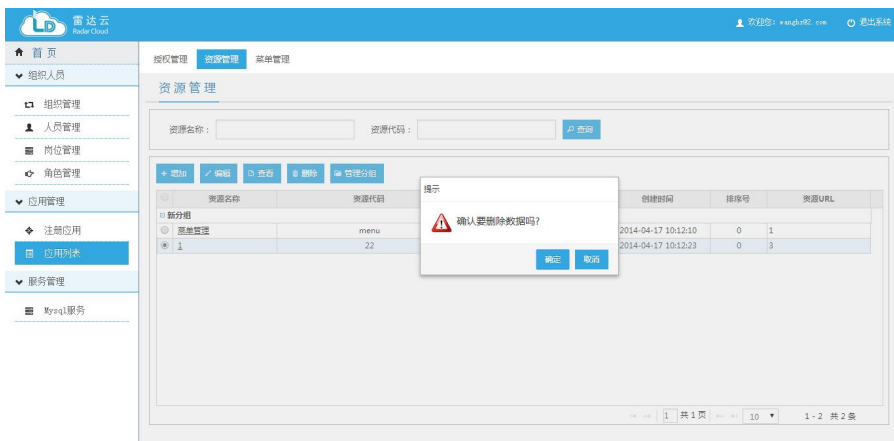 雷达云
Radar Cloud
欢迎您: wanghz@2.com 退出系统
首页
组织人员
组织管理
人员管理
岗位管理
角色管理
应用管理
注册应用
应用列表
服务管理
Mysql服务
授权管理 资源管理 菜单管理
资源管理
资源名称: 资源代码: 查询
增加 编辑 查看 删除 管理分组
资源名称 资源代码 创建时间 排序号 资源URL
新分组
菜单管理 menu 2014-04-17 10:12:10 0 1
1 22 2014-04-17 10:12:23 0 3
提示
确认要删除数据吗?
确定 取消
1 共1页 10 1 - 2 共2条